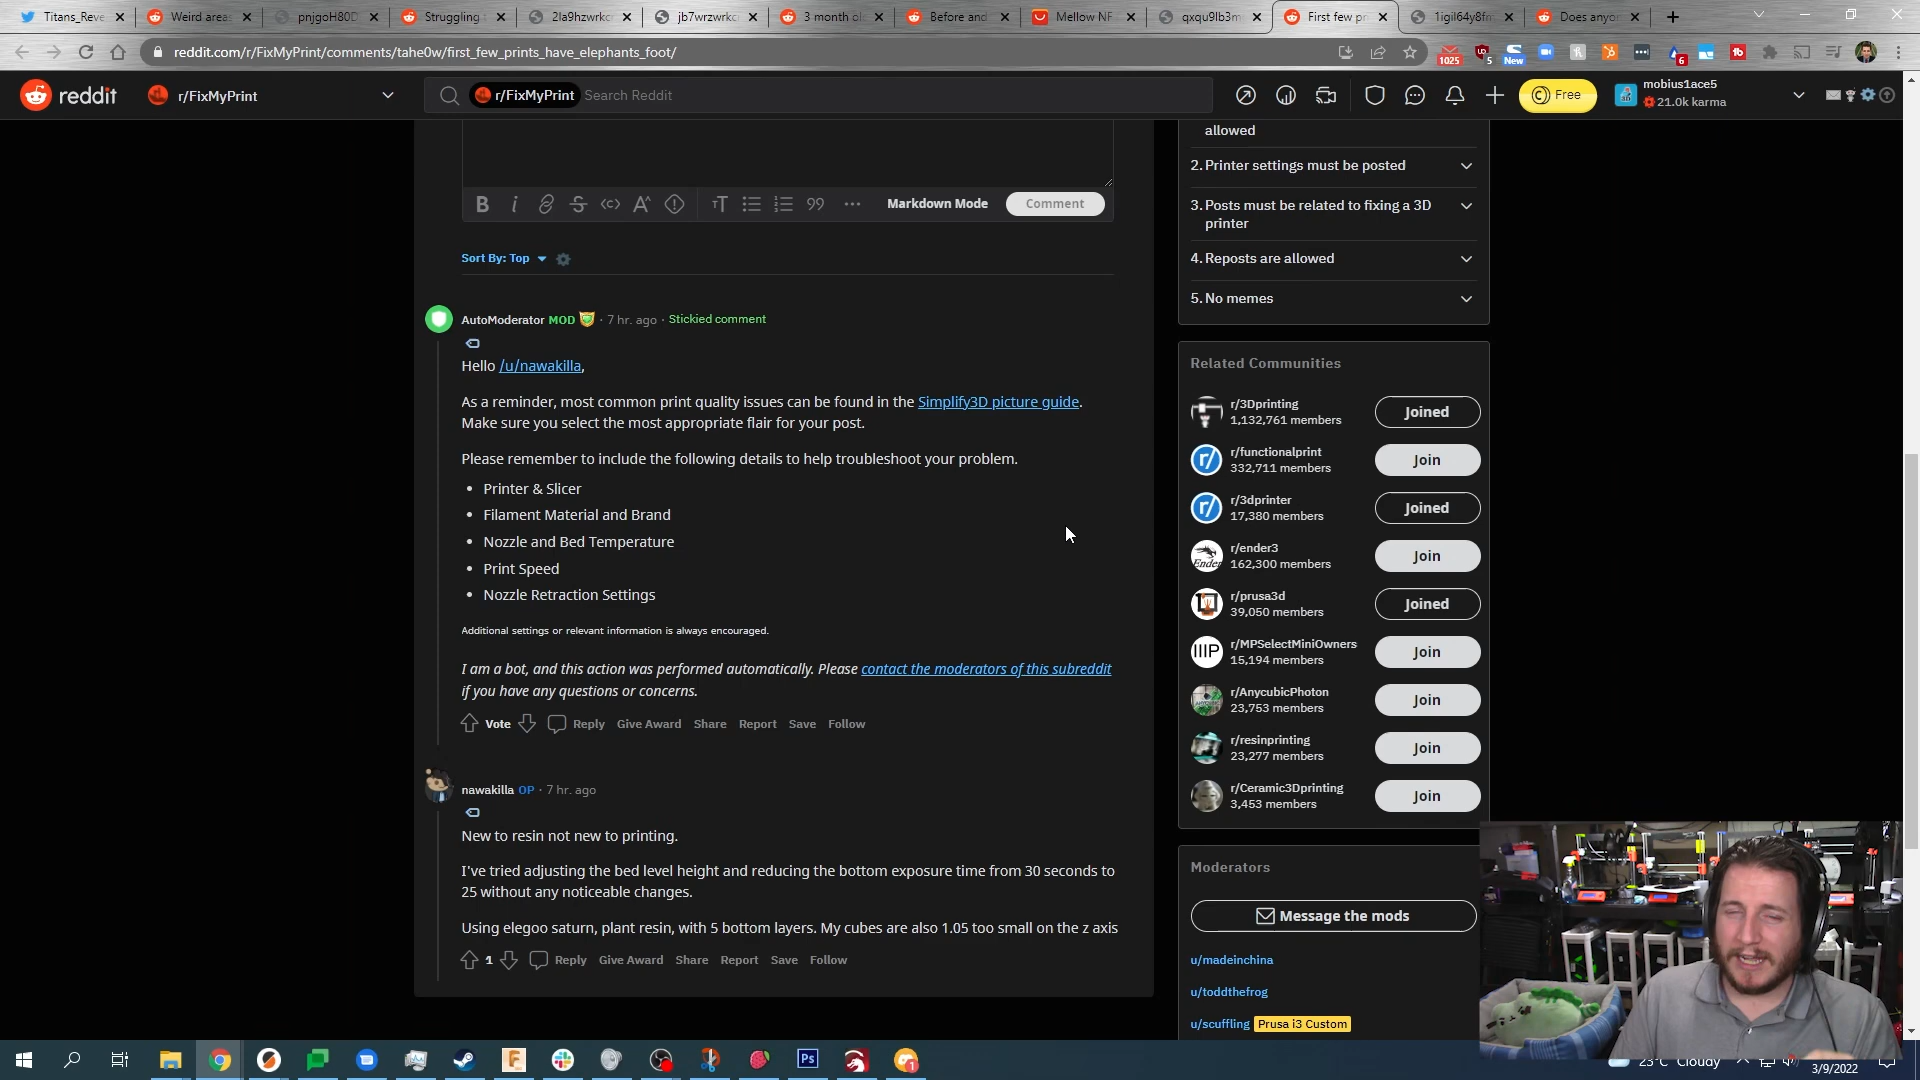 Titans_Reve
Weird area
pnjgoH80D
Struggling
2la9hzwrkc
jb7wrzwrkc
3 month ol
Before and
Mellow NF
qxqu9lb3m
First few p
1igil64y8fm
Does anyon
reddit.com/r/FixMyPrint/comments/tahe0w/first_few_prints_have_elephants_foot/
1025
5
New
6
reddit
r/FixMyPrint
r/FixMyPrint
Search Reddit
Free
mobius1ace5
21.0k karma
B i
T
99
Markdown Mode
Comment
Sort By: Top
AutoModerator MOD · 7 hr. ago · Stickied comment
Hello /u/nawakilla,
As a reminder, most common print quality issues can be found in the Simplify3D picture guide.
Make sure you select the most appropriate flair for your post.
Please remember to include the following details to help troubleshoot your problem.
• Printer & Slicer
• Filament Material and Brand
• Nozzle and Bed Temperature
• Print Speed
• Nozzle Retraction Settings
Additional settings or relevant information is always encouraged.
I am a bot, and this action was performed automatically. Please contact the moderators of this subreddit
if you have any questions or concerns.
Vote
Reply Give Award Share Report Save Follow
nawakilla OP · 7 hr. ago
New to resin not new to printing.
I've tried adjusting the bed level height and reducing the bottom exposure time from 30 seconds to
25 without any noticeable changes.
Using elegoo saturn, plant resin, with 5 bottom layers. My cubes are also 1.05 too small on the z axis
1
Reply Give Award Share Report Save Follow
allowed
2. Printer settings must be posted
3. Posts must be related to fixing a 3D
printer
4. Reposts are allowed
5. No memes
Related Communities
r/3Dprinting
1,132,761 members
Joined
r/functionalprint
332,711 members
Join
r/3dprinter
17,380 members
Joined
r/ender3
162,300 members
Join
r/prusa3d
39,050 members
Joined
r/MPSelectMiniOwners
15,194 members
Join
r/AnycubicPhoton
23,753 members
Join
r/resinprinting
23,277 members
Join
r/Ceramic3Dprinting
3,453 members
Join
Moderators
Message the mods
u/madeinchina
u/toddthefrog
u/scuffling Prusa i3 Custom
Ps
23°C Cloudy
3/9/2022